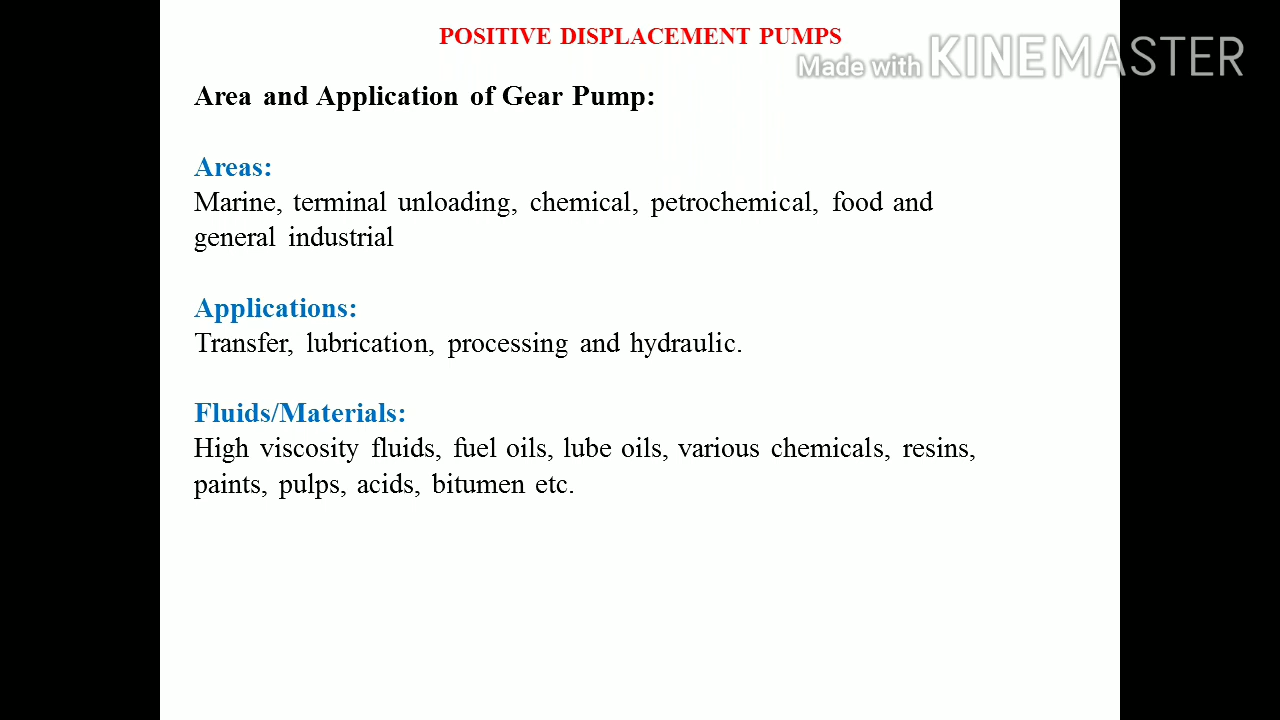 POSITIVE DISPLACEMENT PUMPS
Made with KINEMASTER
Area and Application of Gear Pump:
Areas:
Marine, terminal unloading, chemical, petrochemical, food and
general industrial
Applications:
Transfer, lubrication, processing and hydraulic.
Fluids/Materials:
High viscosity fluids, fuel oils, lube oils, various chemicals, resins,
paints, pulps, acids, bitumen etc.